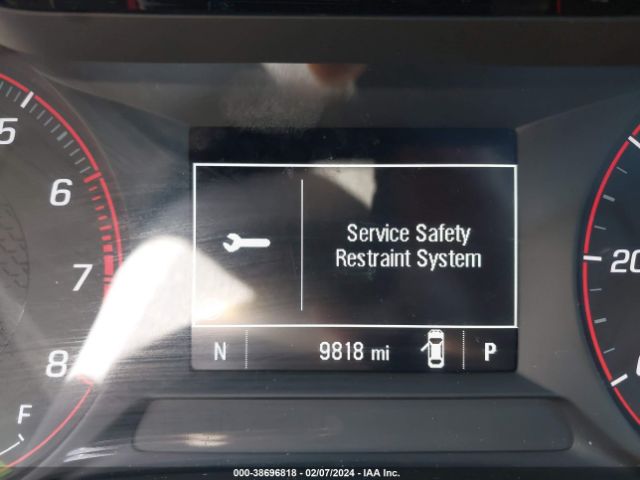 5
6
7
8
F
Service Safety
Restraint System
N 9818 mi P
20
000-38696818 - 02/07/2024 - IAA Inc.